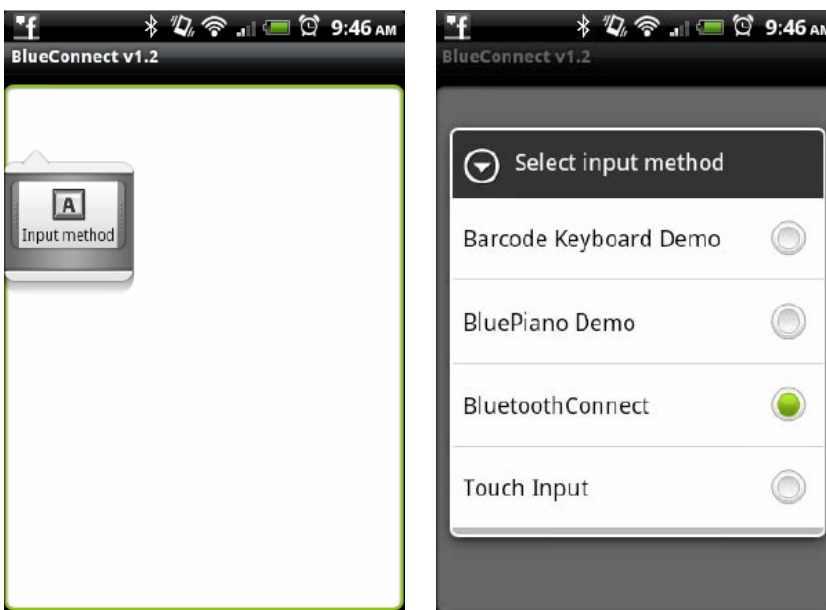 9:46 AM
BlueConnect v1.2
A
Input method
9:46 AM
BlueConnect v1.2
Select input method
Barcode Keyboard Demo
BluePiano Demo
BluetoothConnect
Touch Input